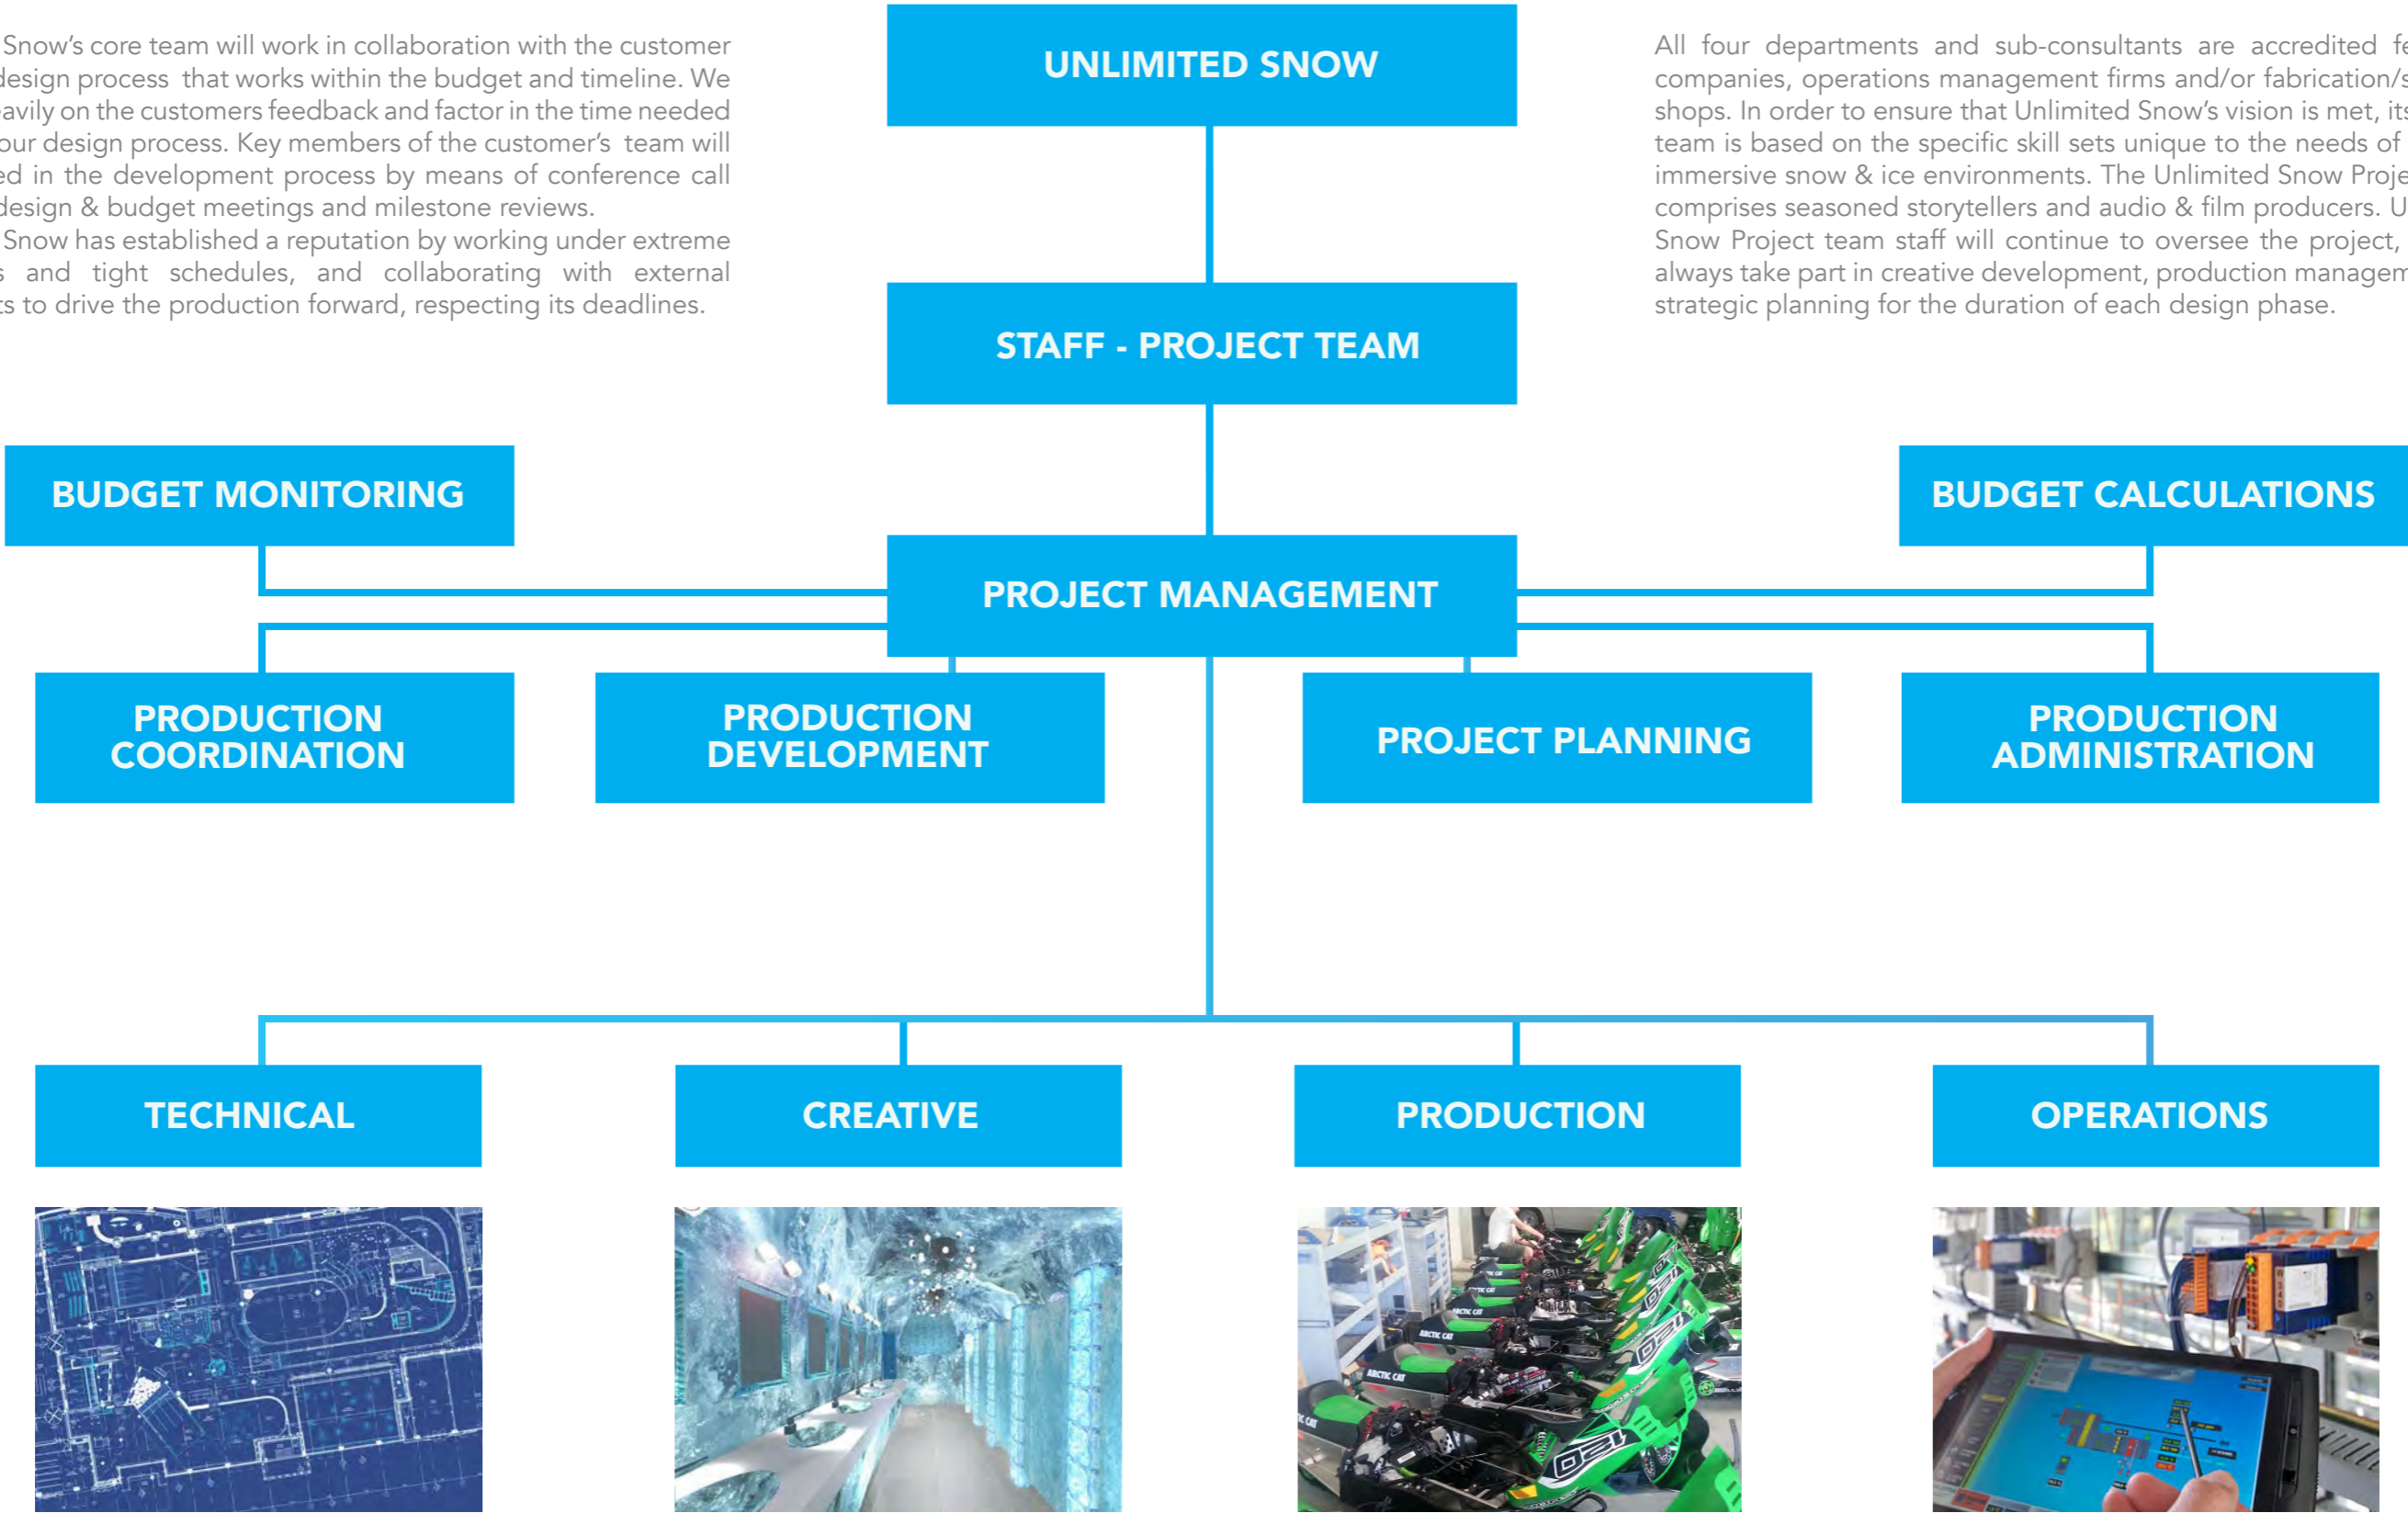 Snow's core team will work in collaboration with the customer
design process that works within the budget and timeline. We
on the customers feedback and factor in the time needed
our design process. Key members of the customer's team will
in the development process by means of conference call
design & budget meetings and milestone reviews.
Snow has established a reputation by working under extreme
and tight schedules, and collaborating with external
to drive the production forward, respecting its deadlines.
UNLIMITED SNOW
All four departments and sub-consultants are accredited
companies, operations management firms and/or fabrication/
shops. In order to ensure that Unlimited Snow's vision is met, its
team is based on the specific skill sets unique to the needs of
immersive snow & ice environments. The Unlimited Snow
comprises seasoned storytellers and audio & film producers.
Snow Project team staff will continue to oversee the project,
always take part in creative development, production
strategic planning for the duration of each design phase.
STAFF - PROJECT TEAM
BUDGET MONITORING
BUDGET CALCULATIONS
PROJECT MANAGEMENT
PRODUCTION
COORDINATION
PRODUCTION
DEVELOPMENT
PROJECT PLANNING
PRODUCTION
ADMINISTRATION
TECHNICAL
CREATIVE
PRODUCTION
OPERATIONS
ARCTIC CAT
ARCTIC CAT
ARCTIC CAT
120
120